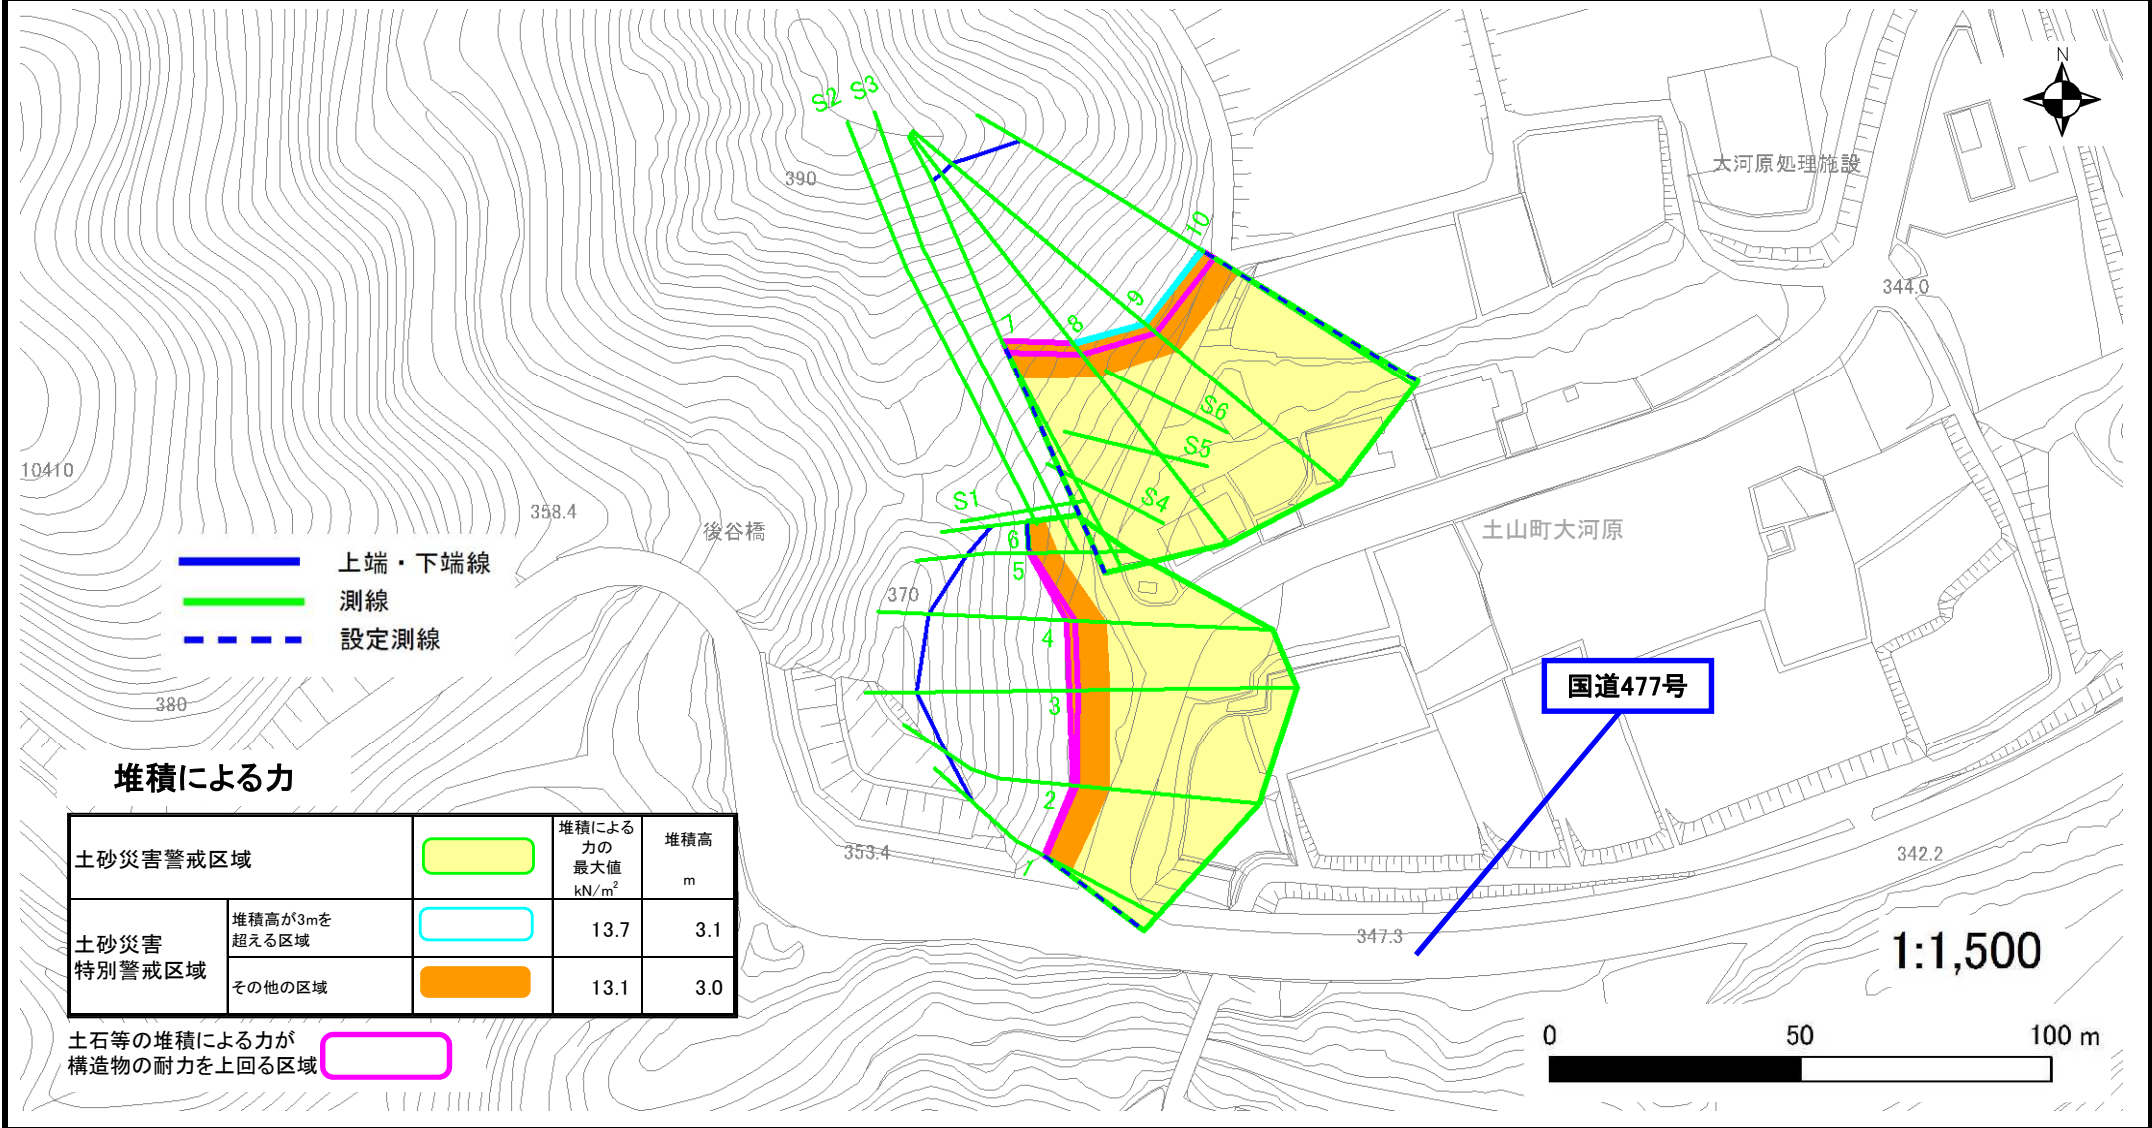 S2 S3
N
390
大河原処理施設
10
344.0
9
8
7
S6
S5
10410
S4
S1
358.4
後谷橋
土山町大河原
6
上端・下端線
5
370
測線
4
設定測線
国道477号
380
3
堆積による力
2
353.4
1
342.2
347.3
土砂災害警戒区域
堆積による
力の
最大値
kN/m²
堆積高
m
土砂災害
特別警戒区域
堆積高が3mを
超える区域
13.7
3.1
その他の区域
13.1
3.0
土石等の堆積による力が
構造物の耐力を上回る区域
1:1,500
0 50 100 m